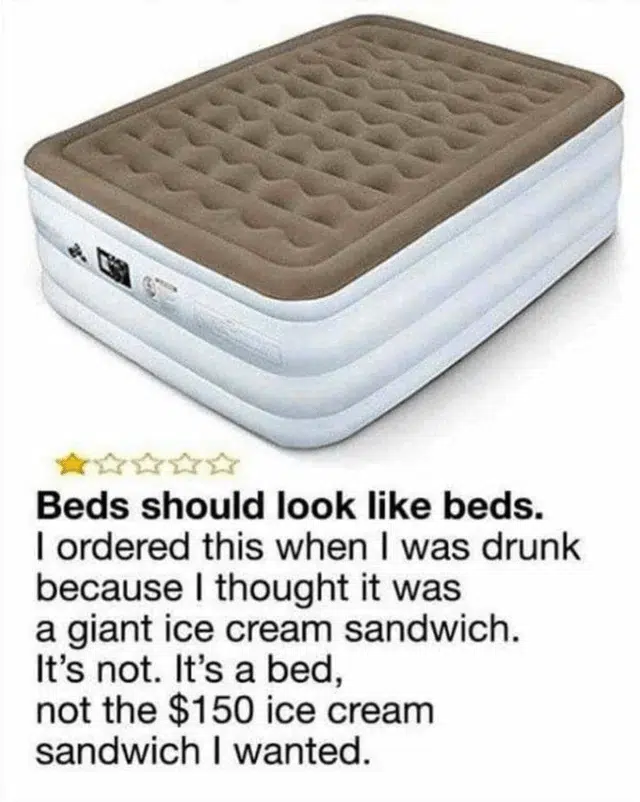 Beds should look like beds.
I ordered this when I was drunk
because I thought it was
a giant ice cream sandwich.
It's not. It's a bed,
not the $150 ice cream
sandwich I wanted.